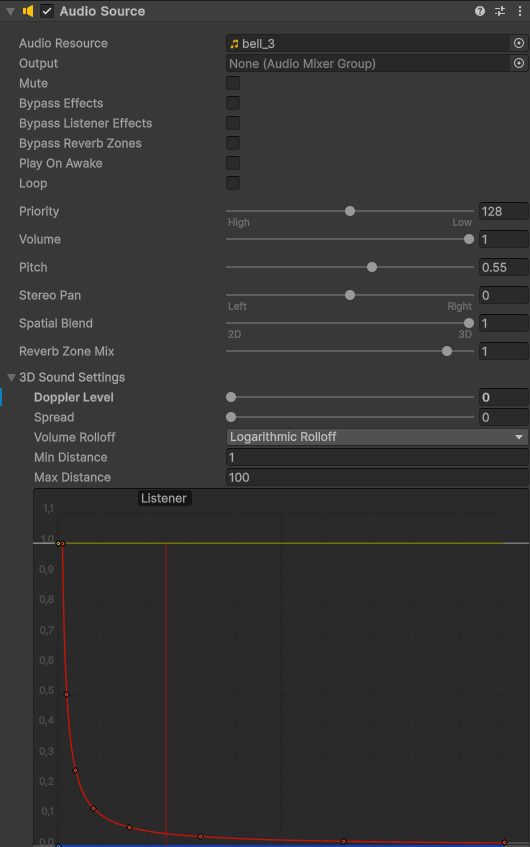 Audio Source
Audio Resource bell_3
Output None (Audio Mixer Group)
Mute
Bypass Effects
Bypass Listener Effects
Bypass Reverb Zones
Play On Awake
Loop
Priority 128
High Low
Volume 1
Pitch 0.55
Stereo Pan 0
Left Right
Spatial Blend 1
2D 3D
Reverb Zone Mix 1
3D Sound Settings
Doppler Level 0
Spread 0
Volume Rolloff Logarithmic Rolloff
Min Distance 1
Max Distance 100
Listener
1,1
1,0
0,9
0,8
0,7
0,6
0,5
0,4
0,3
0,2
0,1
0,0